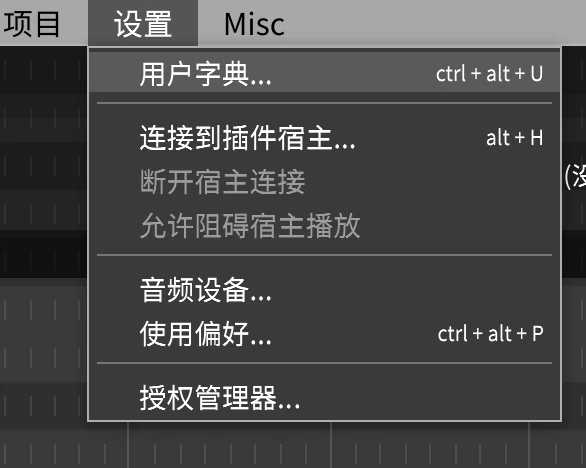 项目 设置 Misc
用户字典... ctrl + alt + U
连接到插件宿主... alt + H
断开宿主连接
允许阻碍宿主播放
音频设备...
使用偏好... ctrl + alt + P
授权管理器...